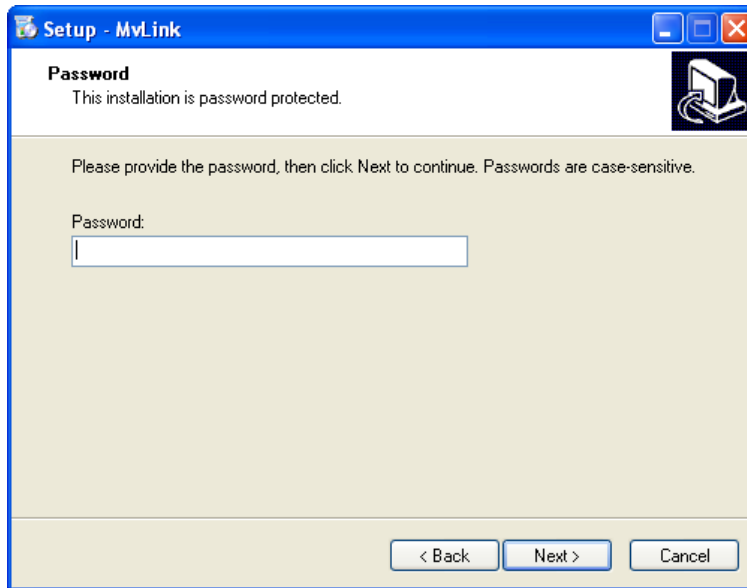 Setup - MvLink
Password
This installation is password protected.
Please provide the password, then click Next to continue. Passwords are case-sensitive.
Password:
< Back
Next >
Cancel